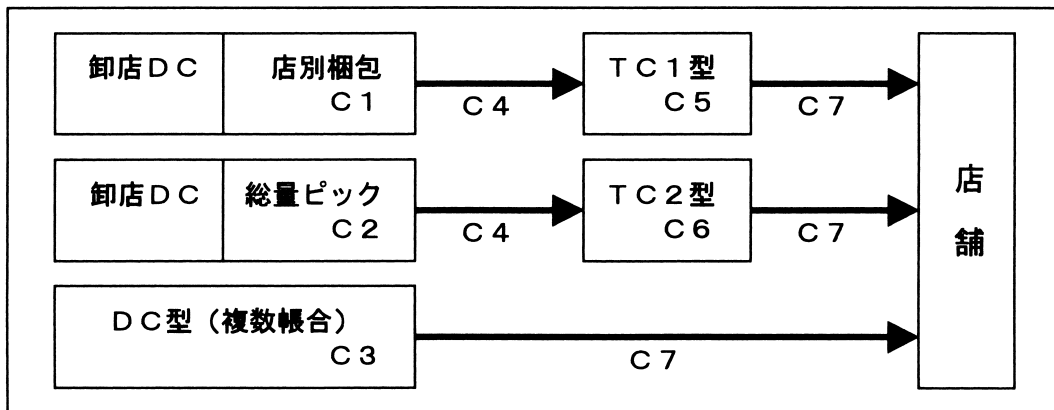 卸店DC 店別梱包 TC1型
C1 C4 C5 C7
卸店DC 総量ピック TC2型
C2 C4 C6 C7
DC型(複数帳合)
C3 C7
店
舗